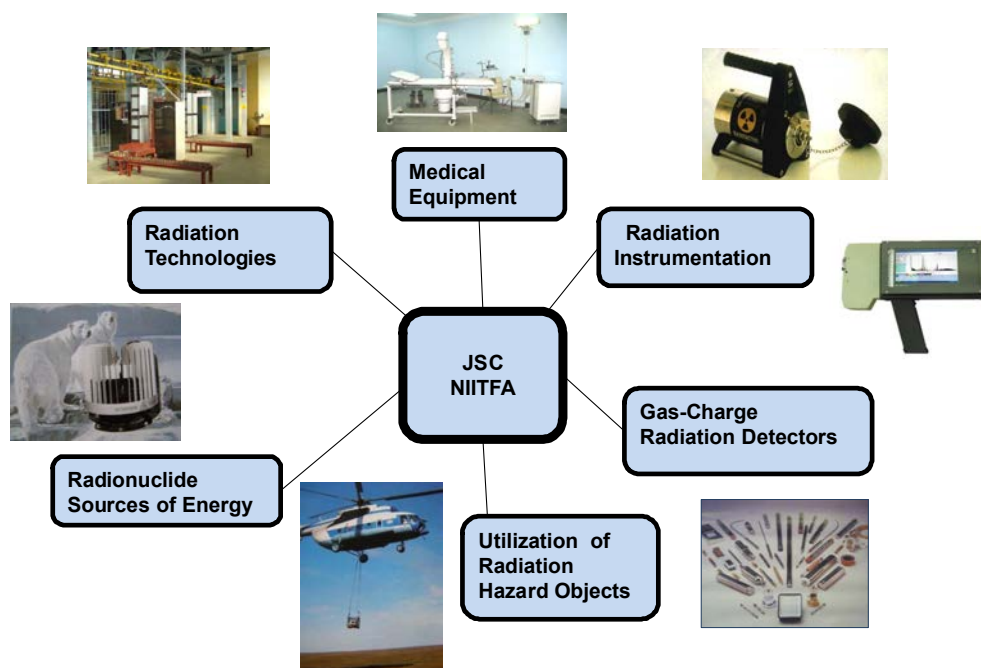 Medical
Equipment
Radiation
Technologies
Radiation
Instrumentation
JSC
NIITFA
Gas-Charge
Radiation Detectors
Radionuclide
Sources of Energy
Utilization of
Radiation
Hazard Objects